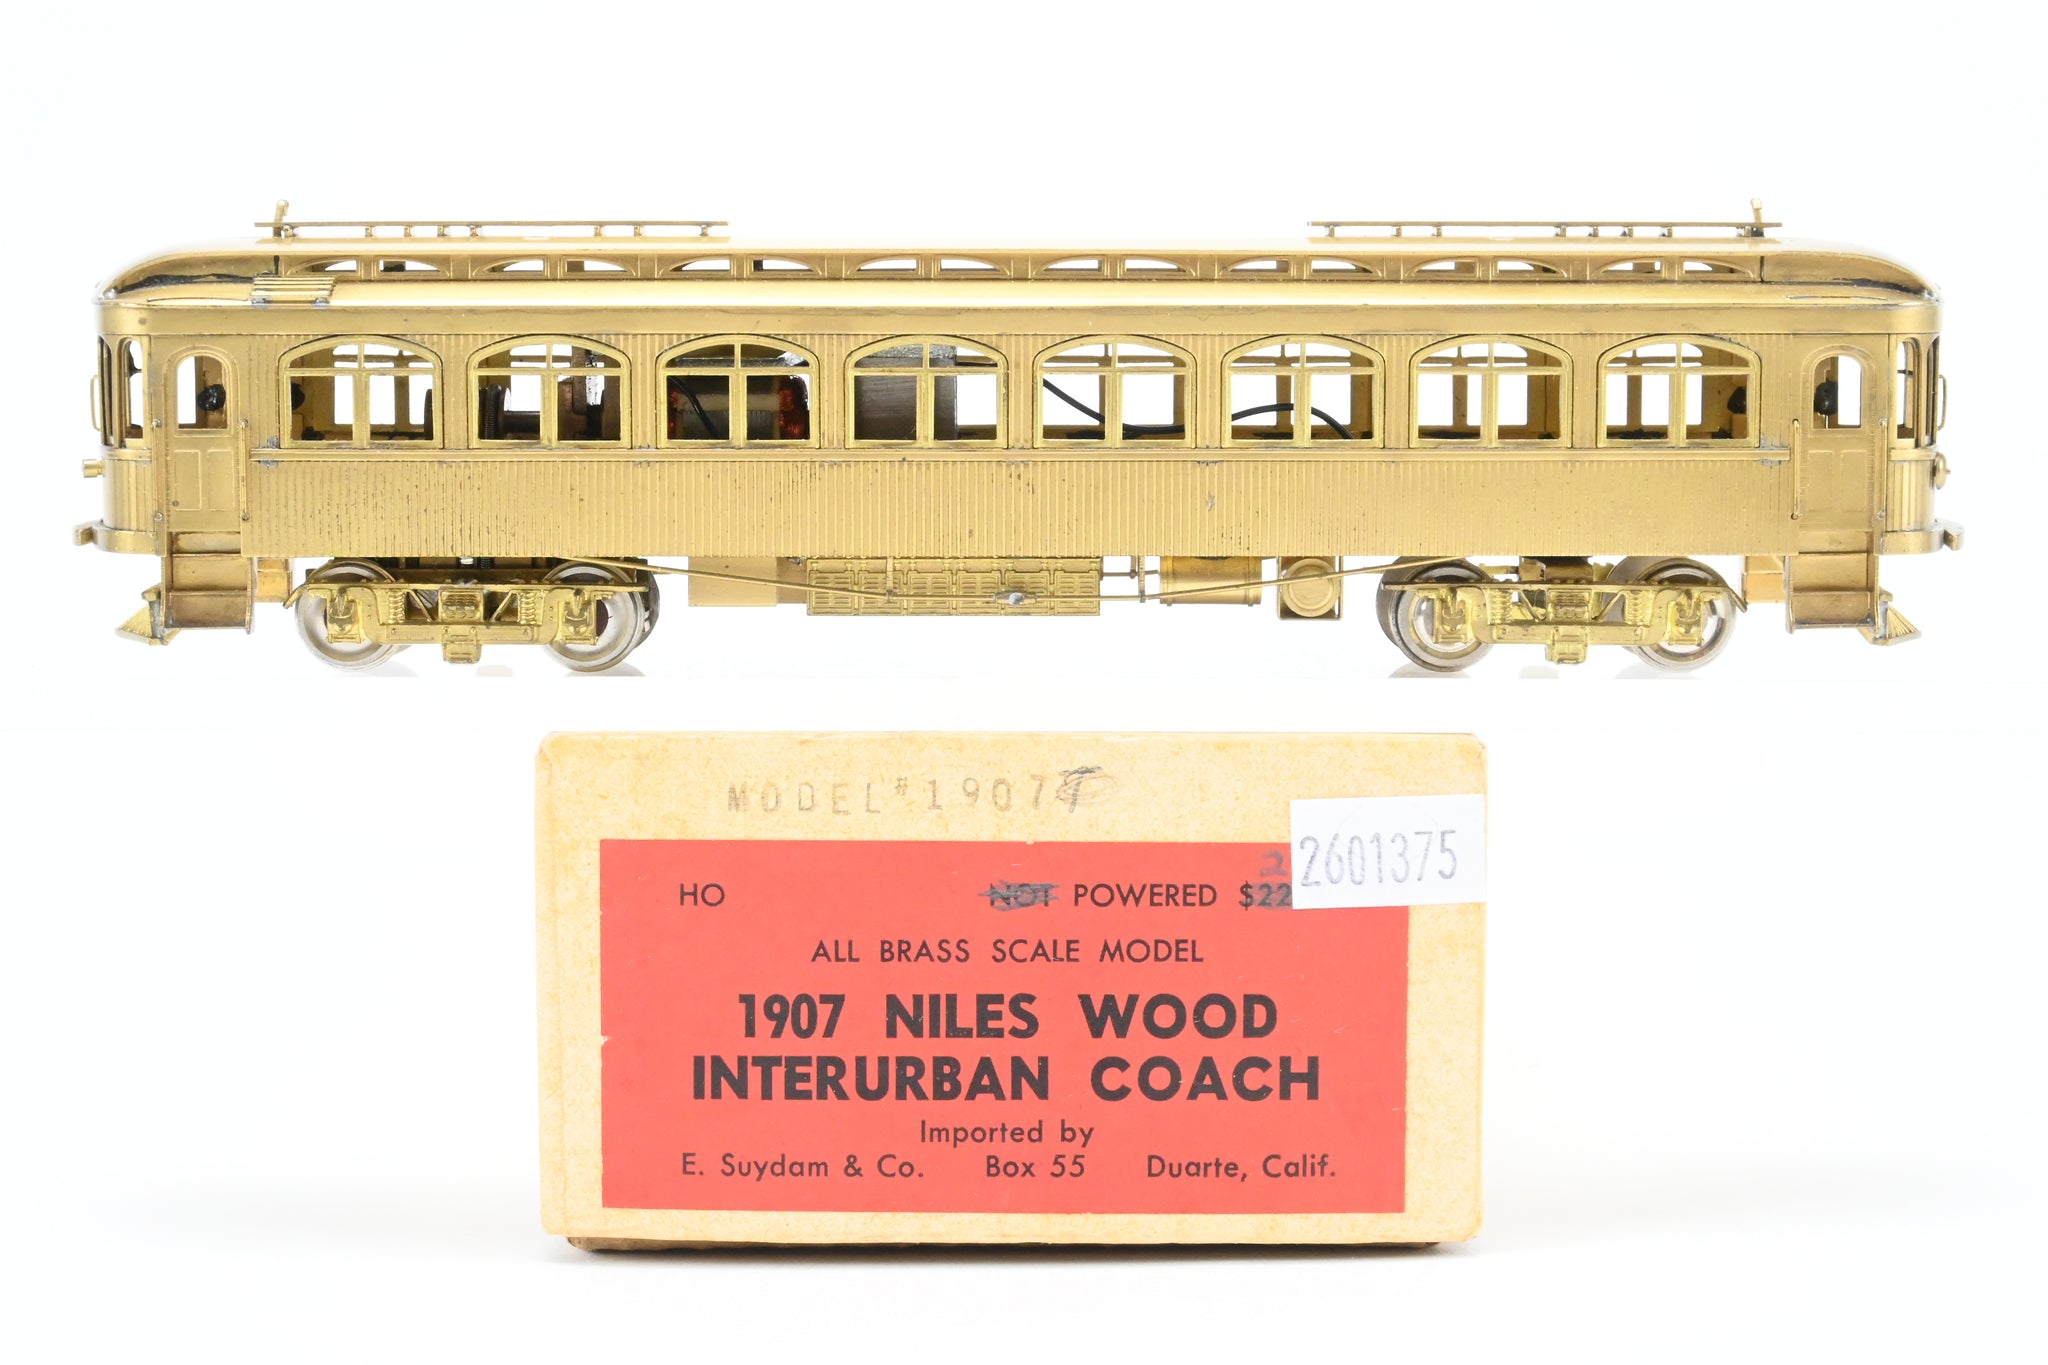 MODEL #1907
2601375
HO NOT POWERED $22
ALL BRASS SCALE MODEL
1907 NILES WOOD
INTERURBAN COACH
Imported by
E. Suydam & Co. Box 55 Duarte, Calif.